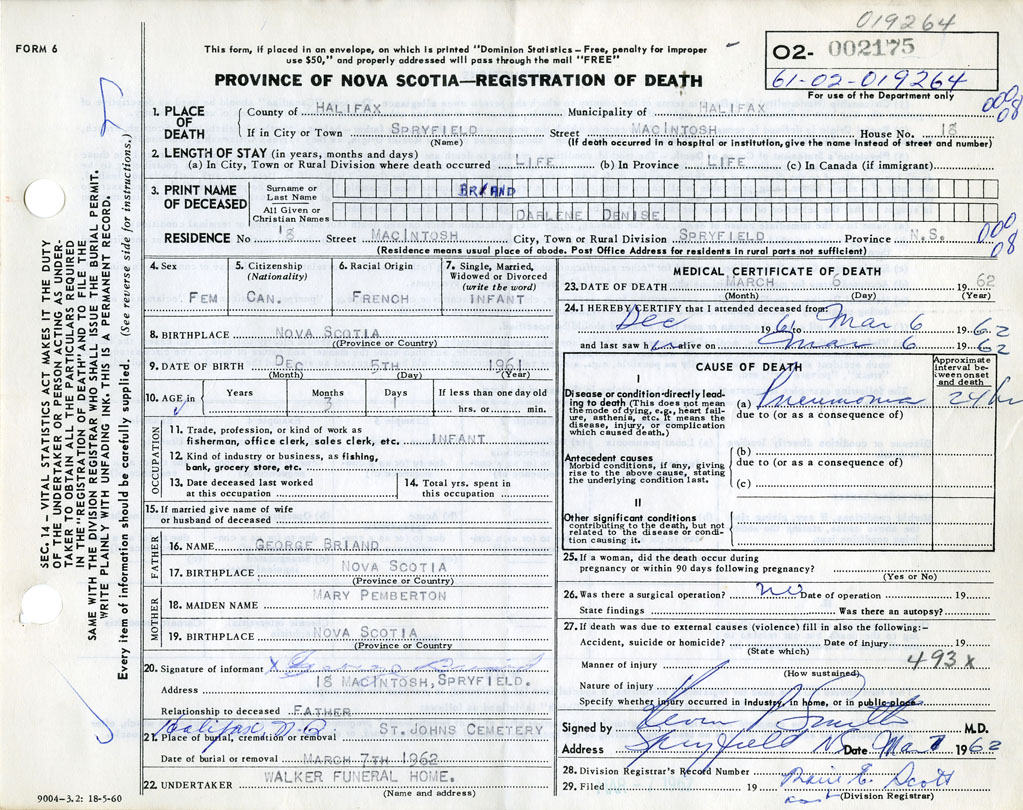 019264
FORM 6
This form, if placed in an envelope, on which is printed "Dominion Statistics – Free, penalty for improper
use $50," and properly addressed will pass through the mail "FREE"
PROVINCE OF NOVA SCOTIA—REGISTRATION OF DEATH
02- 002175
61-02-019264
For use of the Department only
SEC. 14 – VITAL STATISTICS ACT MAKES IT THE DUTY
OF THE UNDERTAKER OR PERSON ACTING AS UNDER-
TAKER TO OBTAIN ALL THE PARTICULARS REQUIRED
IN THE "REGISTRATION OF DEATH" AND TO FILE THE
SAME WITH THE DIVISION REGISTRAR WHO SHALL ISSUE THE BURIAL PERMIT.
WRITE PLAINLY WITH UNFADING INK. THIS IS A PERMANENT RECORD.
Every item of information should be carefully supplied. (See reverse side for instructions.)
1. PLACE OF DEATH
County of HALIFAX Municipality of HALIFAX
000
08
If in City or Town SPRYFIELD Street MACINTOSH House No. 18
(Name) (If death occurred in a hospital or institution, give the name instead of street and number)
2. LENGTH OF STAY (in years, months and days)
(a) In City, Town or Rural Division where death occurred LIFE (b) In Province LIFE (c) In Canada (if immigrant)
3. PRINT NAME OF DECEASED
Surname or Last Name BRIAND
All Given or Christian Names DARLENE DENISE
RESIDENCE No 18 Street MACINTOSH City, Town or Rural Division SPRYFIELD Province N.S.
000
08
(Residence means usual place of abode. Post Office Address for residents in rural parts not sufficient)
4. Sex
FEM
5. Citizenship (Nationality)
CAN.
6. Racial Origin
FRENCH
7. Single, Married, Widowed or Divorced (write the word)
INFANT
8. BIRTHPLACE NOVA SCOTIA
(Province or Country)
9. DATE OF BIRTH DEC 5TH 1961
(Month) (Day) (Year)
10. AGE in Years Months Days If less than one day old
3 1 hrs. or min.
OCCUPATION
11. Trade, profession, or kind of work as
fisherman, office clerk, sales clerk, etc. INFANT
12. Kind of industry or business, as fishing,
bank, grocery store, etc.
13. Date deceased last worked at this occupation
14. Total yrs. spent in this occupation
15. If married give name of wife
or husband of deceased
FATHER
16. NAME GEORGE BRIAND
17. BIRTHPLACE NOVA SCOTIA
(Province or Country)
MOTHER
18. MAIDEN NAME MARY PEMBERTON
19. BIRTHPLACE NOVA SCOTIA
(Province or Country
20. Signature of informant X
Address 18 MACINTOSH, SPRYFIELD.
Relationship to deceased FATHER
Halifax, ST. JOHNS CEMETERY
21. Place of burial, cremation or removal
Date of burial or removal MARCH 7TH 1962
22. UNDERTAKER WALKER FUNERAL HOME.
(Name and address)
9004–3.2: 18-5-60
MEDICAL CERTIFICATE OF DEATH
23. DATE OF DEATH MARCH 6 1962
(Month) (Day) (Year)
24. I HEREBY CERTIFY that I attended deceased from:
Dec 1961 to Mar 6 1962
and last saw h alive on Mar 6 1962
CAUSE OF DEATH
Approximate interval between onset and death
I
Disease or condition directly lead-
ing to death (This does not mean
the mode of dying, e.g., heart fail-
ure, asthenia, etc. It means the
disease, injury, or complication
which caused death.)
(a) Pneumonia 24 hr
due to (or as a consequence of)
Antecedent causes
Morbid conditions, if any, giving
rise to the above cause, stating
the underlying condition last.
(b)
due to (or as a consequence of)
(c)
II
Other significant conditions
contributing to the death, but not
related to the disease or condi-
tion causing it.
25. If a woman, did the death occur during
pregnancy or within 90 days following pregnancy?
(Yes or No)
26. Was there a surgical operation? no Date of operation 19
State findings Was there an autopsy?
27. If death was due to external causes (violence) fill in also the following:–
Accident, suicide or homicide? Date of injury 19
(State which)
493x
Manner of injury
(How sustained)
Nature of injury
Specify whether injury occurred in industry, in home, or in public place
Signed by Kevin Smith M.D.
Address Spryfield NS Date Mar 7 1962
28. Division Registrar's Record Number
29. Filed 19 E. Scott
(Division Registrar)